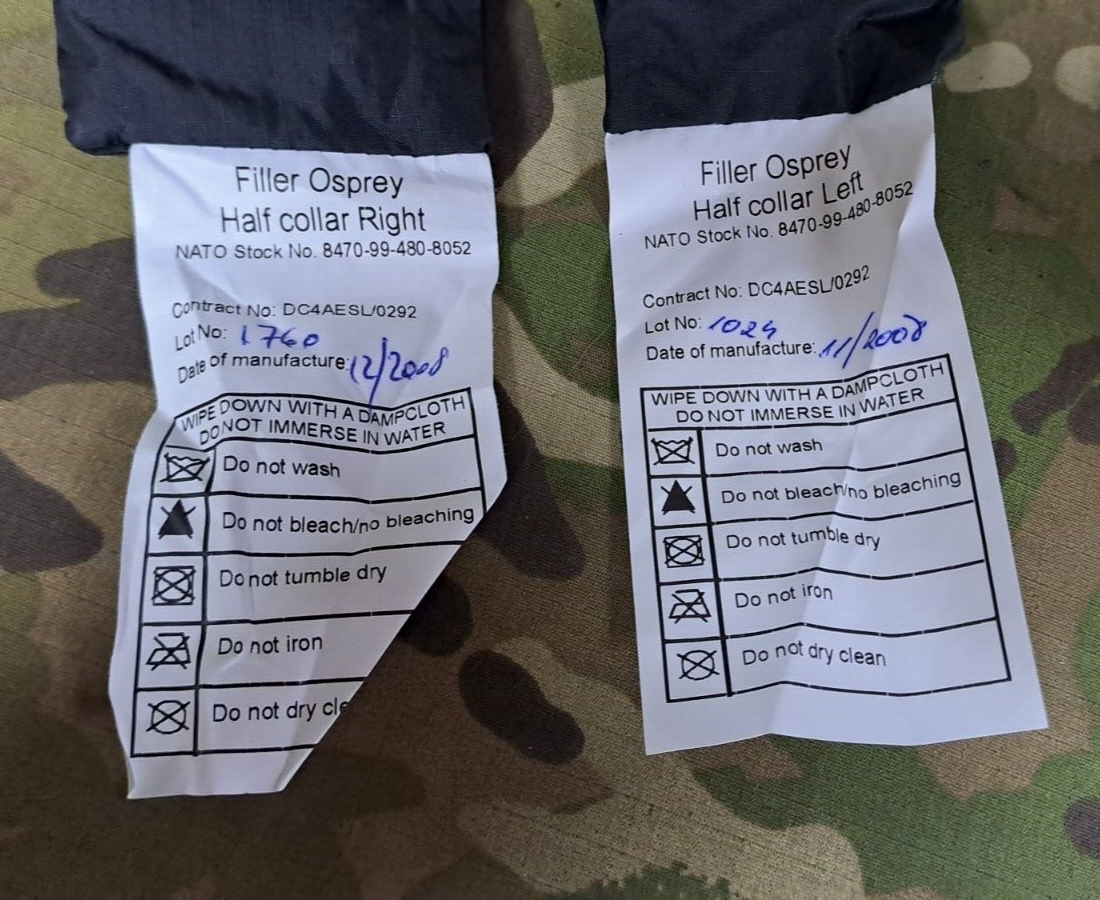 Filler Osprey
Half collar Right
NATO Stock No. 8470-99-480-8052
Contract No: DC4AESL/0292
Lot No: 1760
Date of manufacture: 12/2008
WIPE DOWN WITH A DAMPCLOTH
DO NOT IMMERSE IN WATER
Do not wash
Do not bleach/no bleaching
Do not tumble dry
Do not iron
Do not dry cle
Filler Osprey
Half collar Left
NATO Stock No. 8470-99-480-8052
Contract No: DC4AESL/0292
Lot No: 1024
Date of manufacture: 11/2008
WIPE DOWN WITH A DAMPCLOTH
DO NOT IMMERSE IN WATER
Do not wash
Do not bleach/no bleaching
Do not tumble dry
Do not iron
Do not dry clean